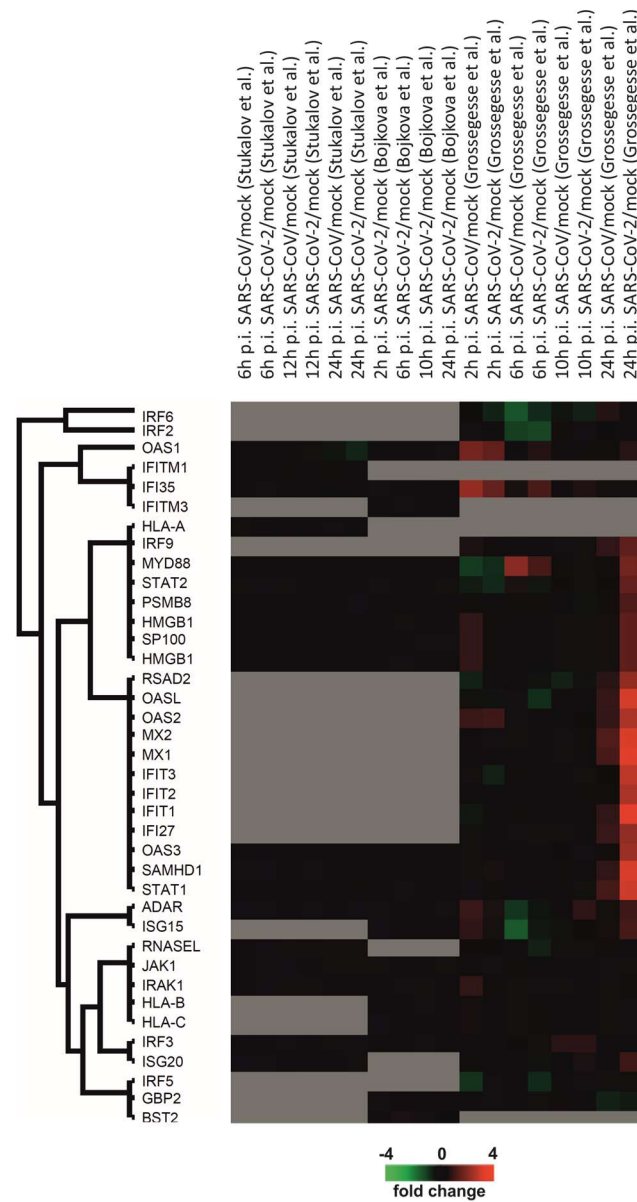 6h p.i. SARS-CoV/mock (Stukalov et al.)
6h p.i. SARS-CoV-2/mock (Stukalov et al.)
12h p.i. SARS-CoV/mock (Stukalov et al.)
12h p.i. SARS-CoV-2/mock (Stukalov et al.)
24h p.i. SARS-CoV/mock (Stukalov et al.)
24h p.i. SARS-CoV-2/mock (Stukalov et al.)
2h p.i. SARS-CoV-2/mock (Bojkova et al.)
6h p.i. SARS-CoV-2/mock (Bojkova et al.)
10h p.i. SARS-CoV-2/mock (Bojkova et al.)
24h p.i. SARS-CoV-2/mock (Bojkova et al.)
2h p.i. SARS-CoV/mock (Grossegesse et al.)
2h p.i. SARS-CoV-2/mock (Grossegesse et al.)
6h p.i. SARS-CoV/mock (Grossegesse et al.)
6h p.i. SARS-CoV-2/mock (Grossegesse et al.)
10h p.i. SARS-CoV/mock (Grossegesse et al.)
10h p.i. SARS-CoV-2/mock (Grossegesse et al.)
24h p.i. SARS-CoV/mock (Grossegesse et al.)
24h p.i. SARS-CoV-2/mock (Grossegesse et al.)
IRF6
IRF2
OAS1
IFITM1
IFI35
IFITM3
HLA-A
IRF9
MYD88
STAT2
PSMB8
HMGB1
SP100
HMGB1
RSAD2
OASL
OAS2
MX2
MX1
IFIT3
IFIT2
IFIT1
IFI27
OAS3
SAMHD1
STAT1
ADAR
ISG15
RNASEL
JAK1
IRAK1
HLA-B
HLA-C
IRF3
ISG20
IRF5
GBP2
BST2
-4 0 4
fold change